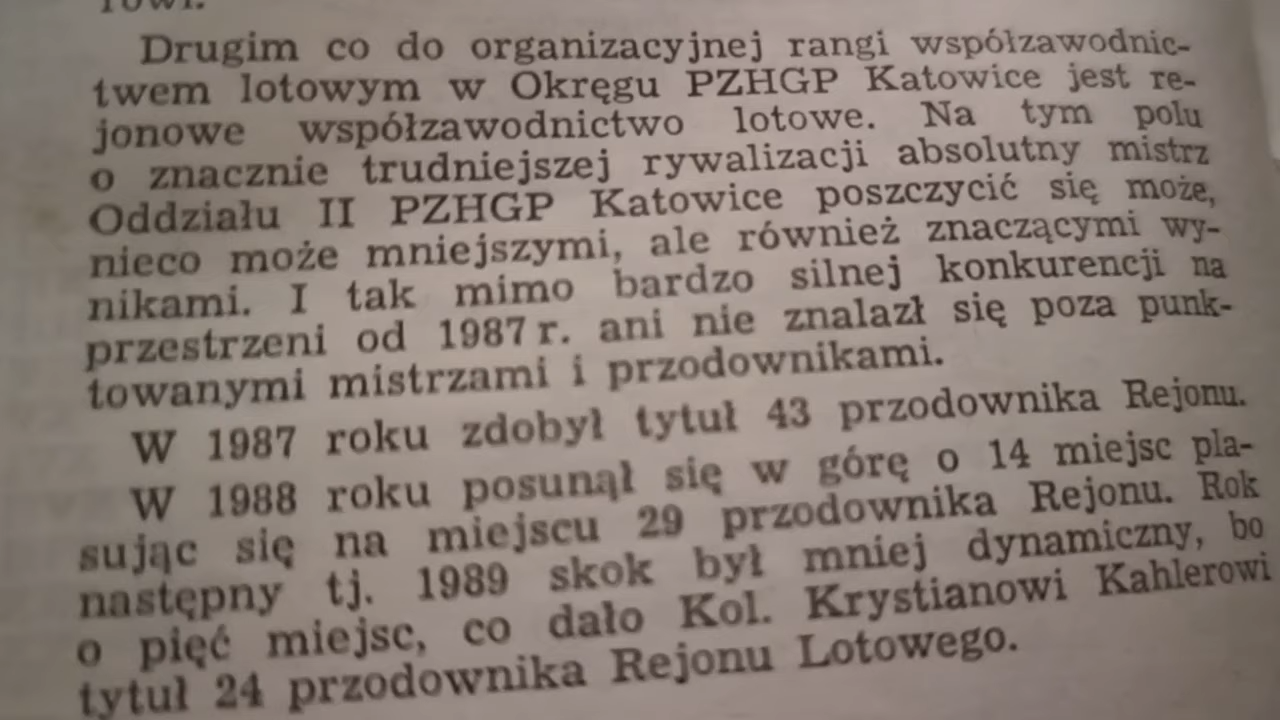 Drugim co do organizacyjnej rangi współzawodnic-
twem lotowym w Okręgu PZHGP Katowice jest re-
jonowe współzawodnictwo lotowe. Na tym polu
o znacznie trudniejszej rywalizacji absolutny mistrz
Oddziału II PZHGP Katowice poszczycić się może,
nieco może mniejszymi, ale również znaczącymi wy-
nikami. I tak mimo bardzo silnej konkurencji na
przestrzeni od 1987 r. ani nie znalazł się poza punk-
towanymi mistrzami i przodownikami.
W 1987 roku zdobył tytuł 43 przodownika Rejonu.
W 1988 roku posunął się w górę o 14 miejsc pla-
sując się na miejscu 29 przodownika Rejonu. Rok
następny tj. 1989 skok był mniej dynamiczny, bo
o pięć miejsc, co dało Kol. Krystianowi Kahlerowi
tytuł 24 przodownika Rejonu Lotowego.